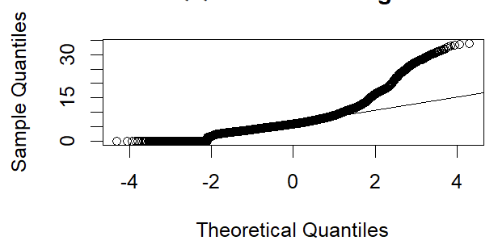 Sample Quantiles
30
15
0
-4 -2 0 2 4
Theoretical Quantiles